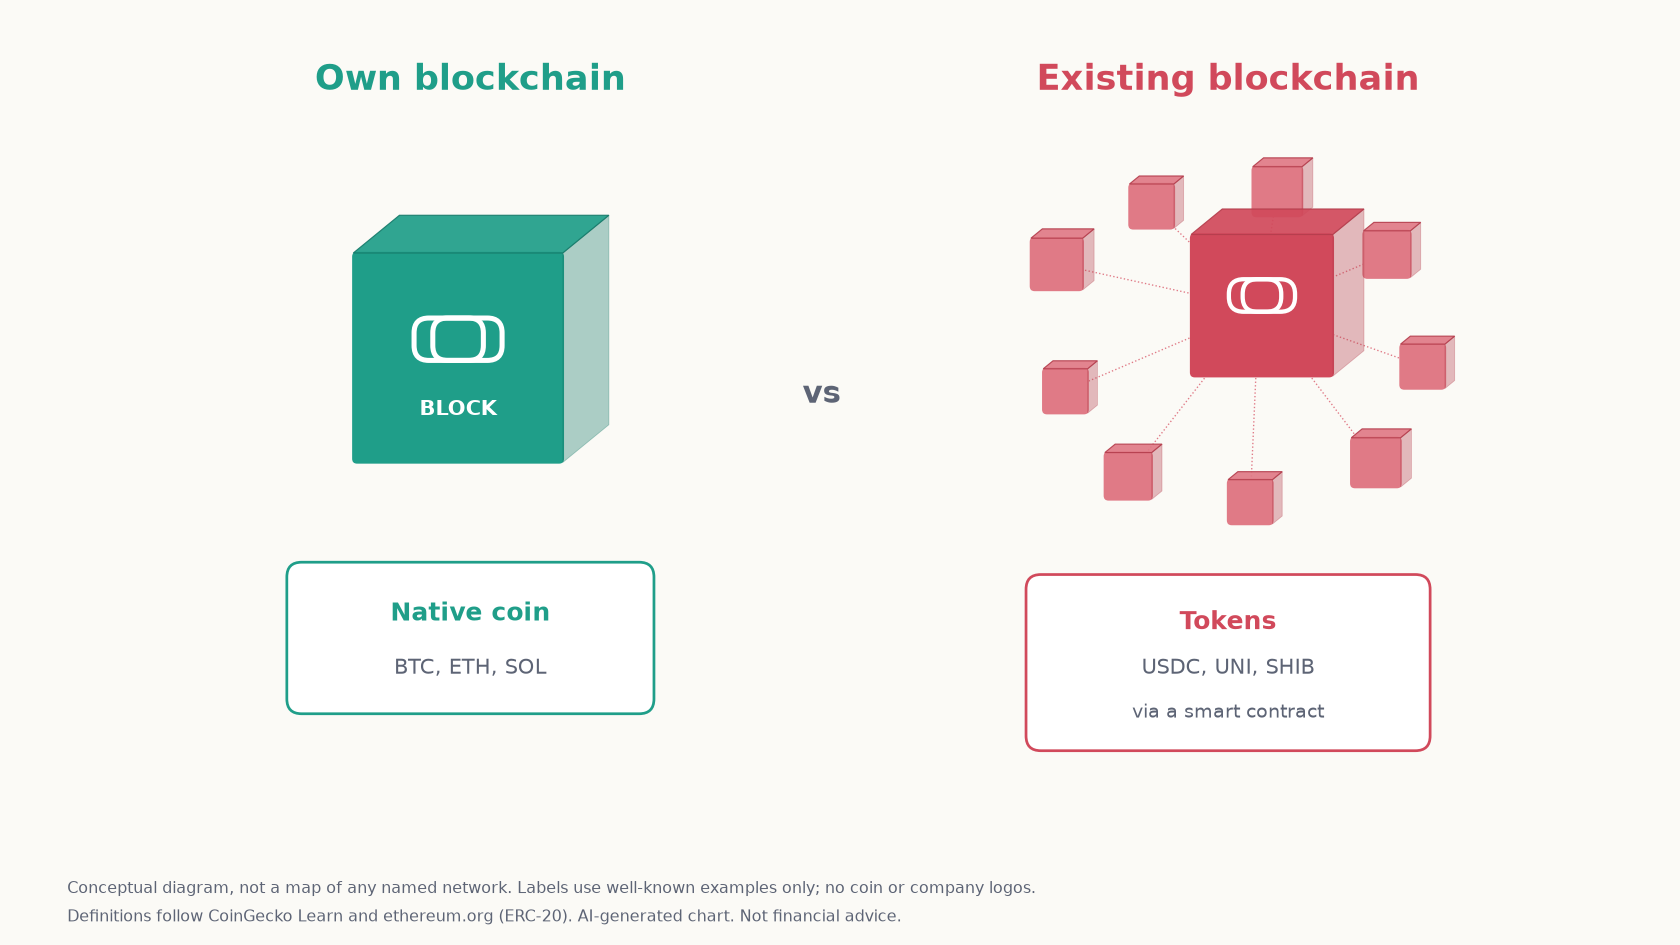 Own blockchain
BLOCK
Native coin
BTC, ETH, SOL
vs
Existing blockchain
Tokens
USDC, UNI, SHIB
via a smart contract
Conceptual diagram, not a map of any named network. Labels use well-known examples only; no coin or company logos.
Definitions follow CoinGecko Learn and ethereum.org (ERC-20). AI-generated chart. Not financial advice.